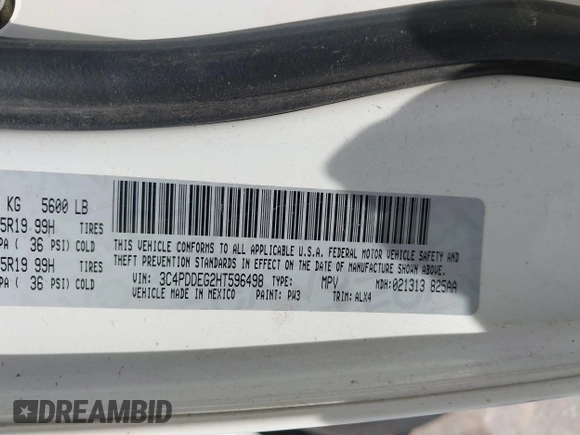 KG 5600 LB
5R19 99H TIRES
PA ( 36 PSI) COLD
5R19 99H TIRES
PA ( 36 PSI) COLD
THIS VEHICLE CONFORMS TO ALL APPLICABLE U.S.A. FEDERAL MOTOR VEHICLE SAFETY AND
THEFT PREVENTION STANDARDS IN EFFECT ON THE DATE OF MANUFACTURE SHOWN ABOVE.
VIN: 3C4PDDEG2HT596498 TYPE: MPV MDH: 021313 825AA
VEHICLE MADE IN MEXICO PAINT: PW3 TRIM: ALX4
DREAMBID